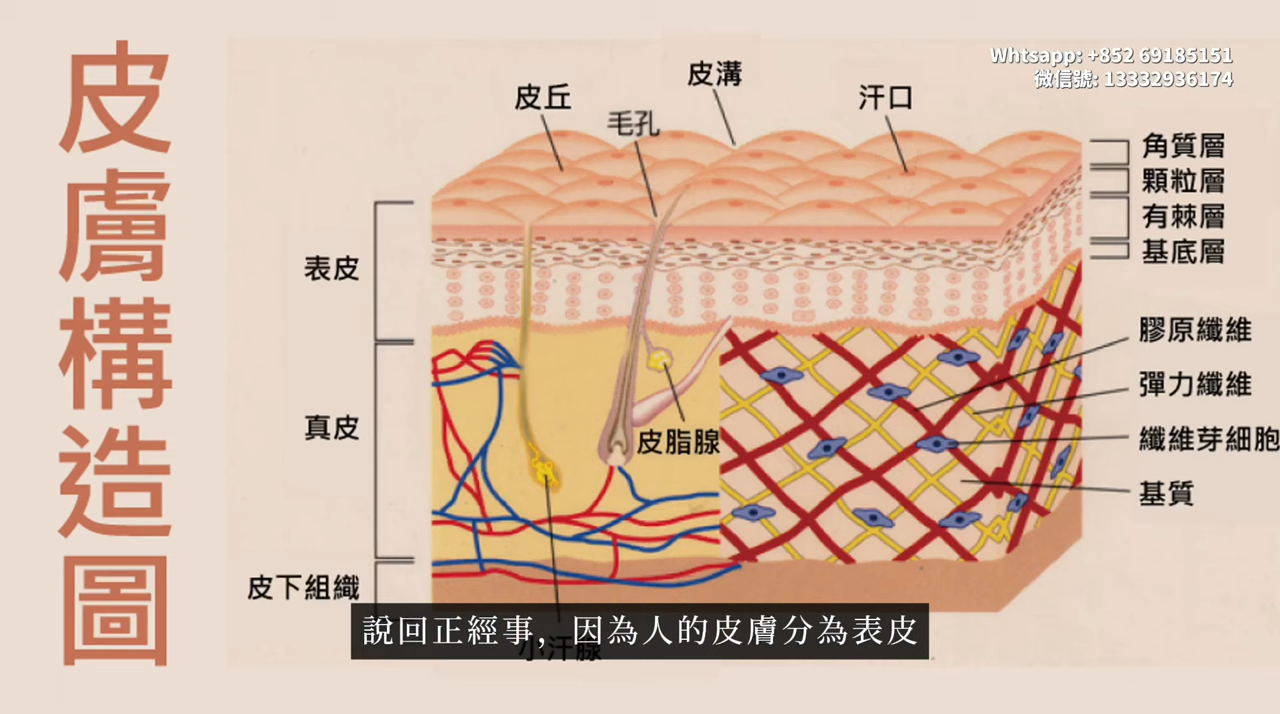 皮膚構造圖
Whtsapp: +852 69185151
微信號: 13332936174
皮溝
皮丘
毛孔
汗口
角質層
顆粒層
有棘層
基底層
表皮
膠原纖維
彈力纖維
真皮
皮脂腺
纖維芽細胞
基質
皮下組織
說回正經事, 因為人的皮膚分為表皮
小汗腺